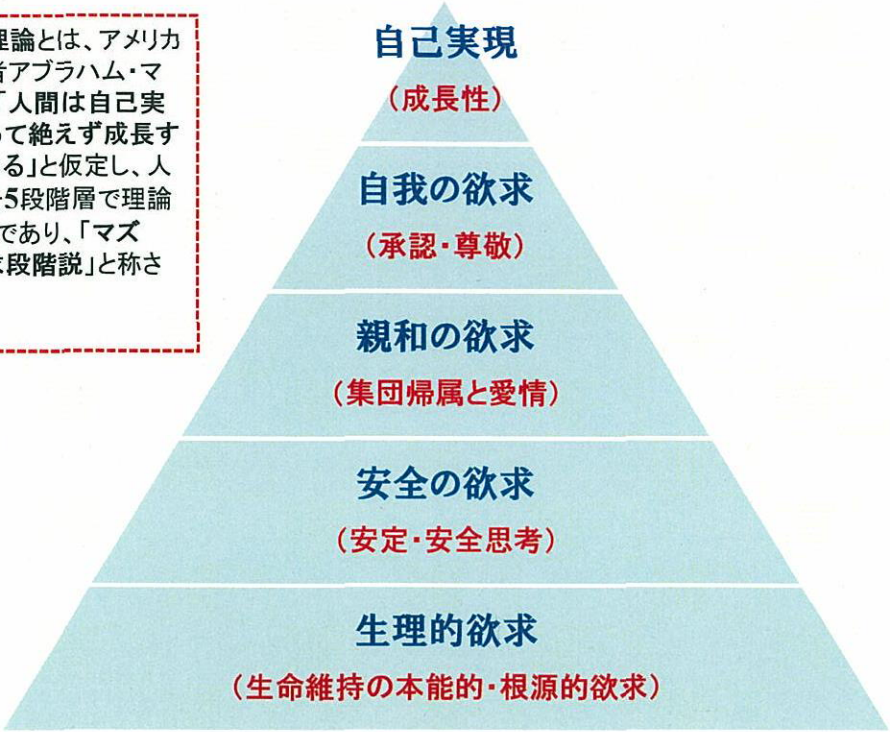 理論とは、アメリカ
者アブラハム・マ
「人間は自己実
って絶えず成長す
る」と仮定し、人
5段階層で理論
であり、「マズ
段階説」と称さ
自己実現
(成長性)
自我の欲求
(承認・尊敬)
親和の欲求
(集団帰属と愛情)
安全の欲求
(安定・安全思考)
生理的欲求
(生命維持の本能的・根源的欲求)